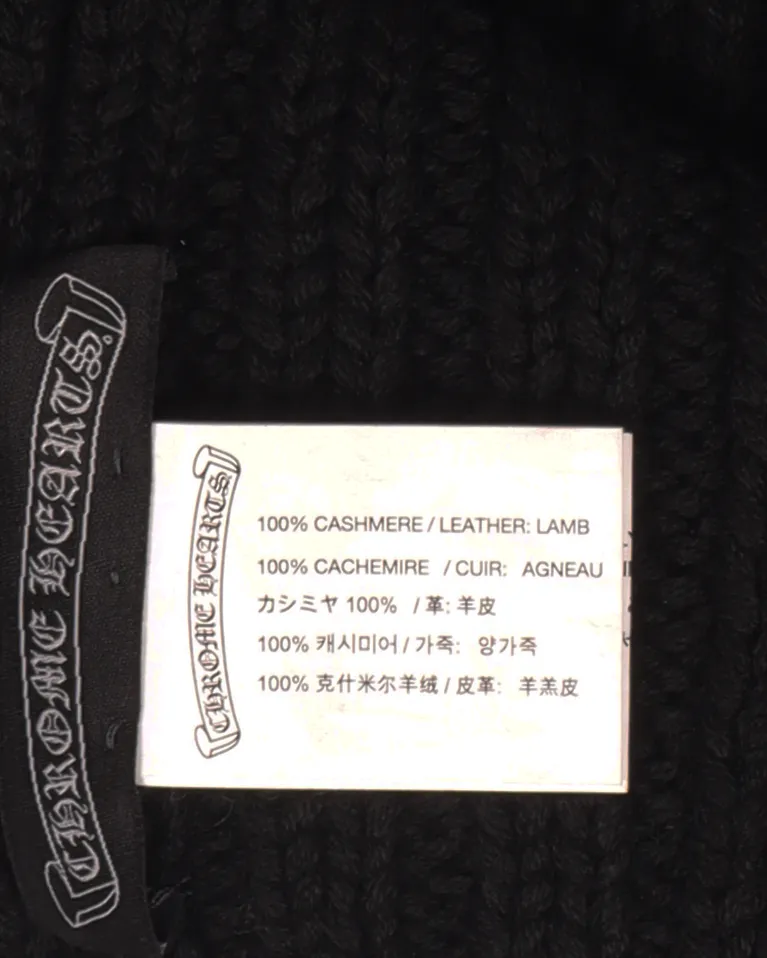 CHROME HEARTS
CHROME HEARTS
100% CASHMERE / LEATHER: LAMB
100% CACHEMIRE / CUIR: AGNEAU
カシミヤ 100% / 革: 羊皮
100% 캐시미어 / 가죽: 양가죽
100% 克什米尔羊绒 / 皮革: 羊羔皮